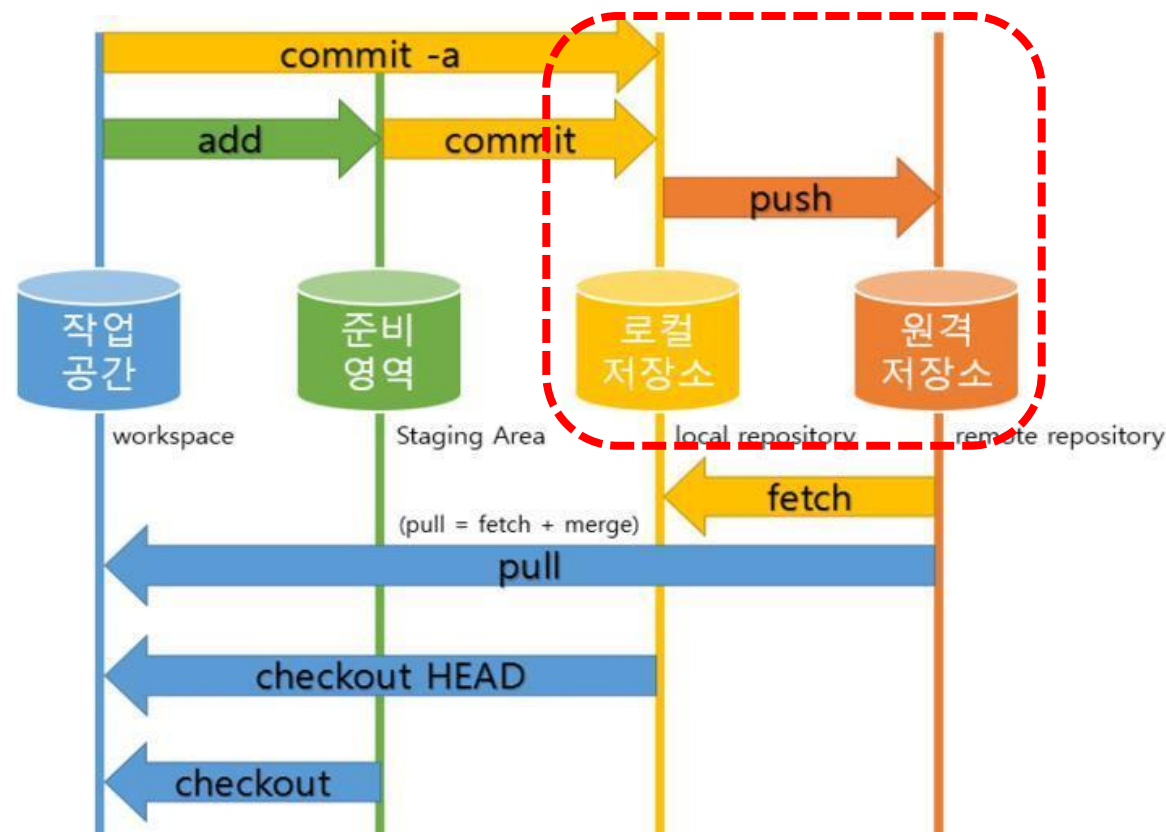 commit -a
add
commit
push
작업
공간
준비
영역
로컬
저장소
원격
저장소
workspace
Staging Area
local repository
remote repository
fetch
(pull = fetch + merge)
pull
checkout HEAD
checkout